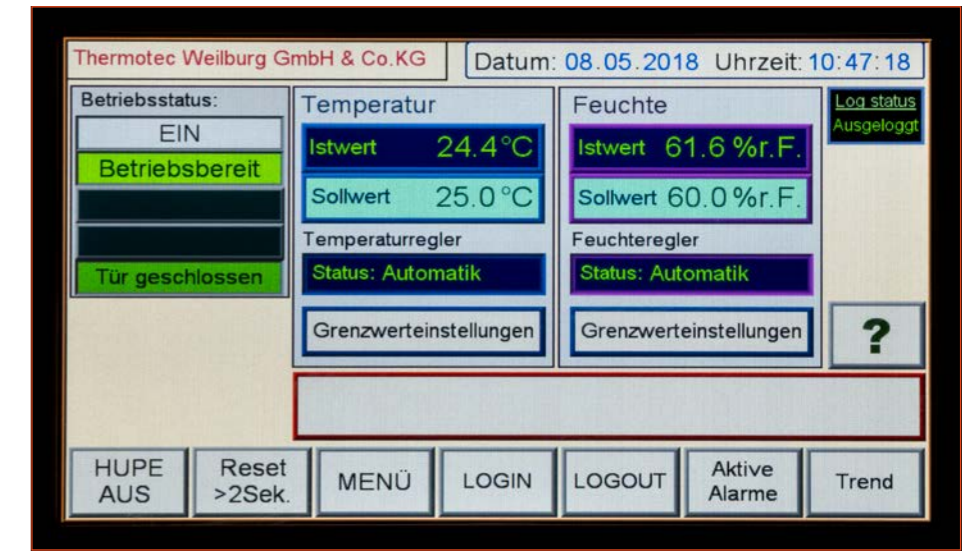 Thermotec Weilburg GmbH & Co.KG
Datum: 08.05.2018 Uhrzeit: 10:47:18
Betriebsstatus:
EIN
Betriebsbereit
Tür geschlossen
Temperatur
Istwert 24.4°C
Sollwert 25.0°C
Temperaturregler
Status: Automatik
Grenzwerteinstellungen
Feuchte
Istwert 61.6%r.F.
Sollwert 60.0%r.F.
Feuchteregler
Status: Automatik
Grenzwerteinstellungen
Log status
Ausgeloggt
?
HUPE
AUS
Reset
>2Sek.
MENÜ
LOGIN
LOGOUT
Aktive
Alarme
Trend